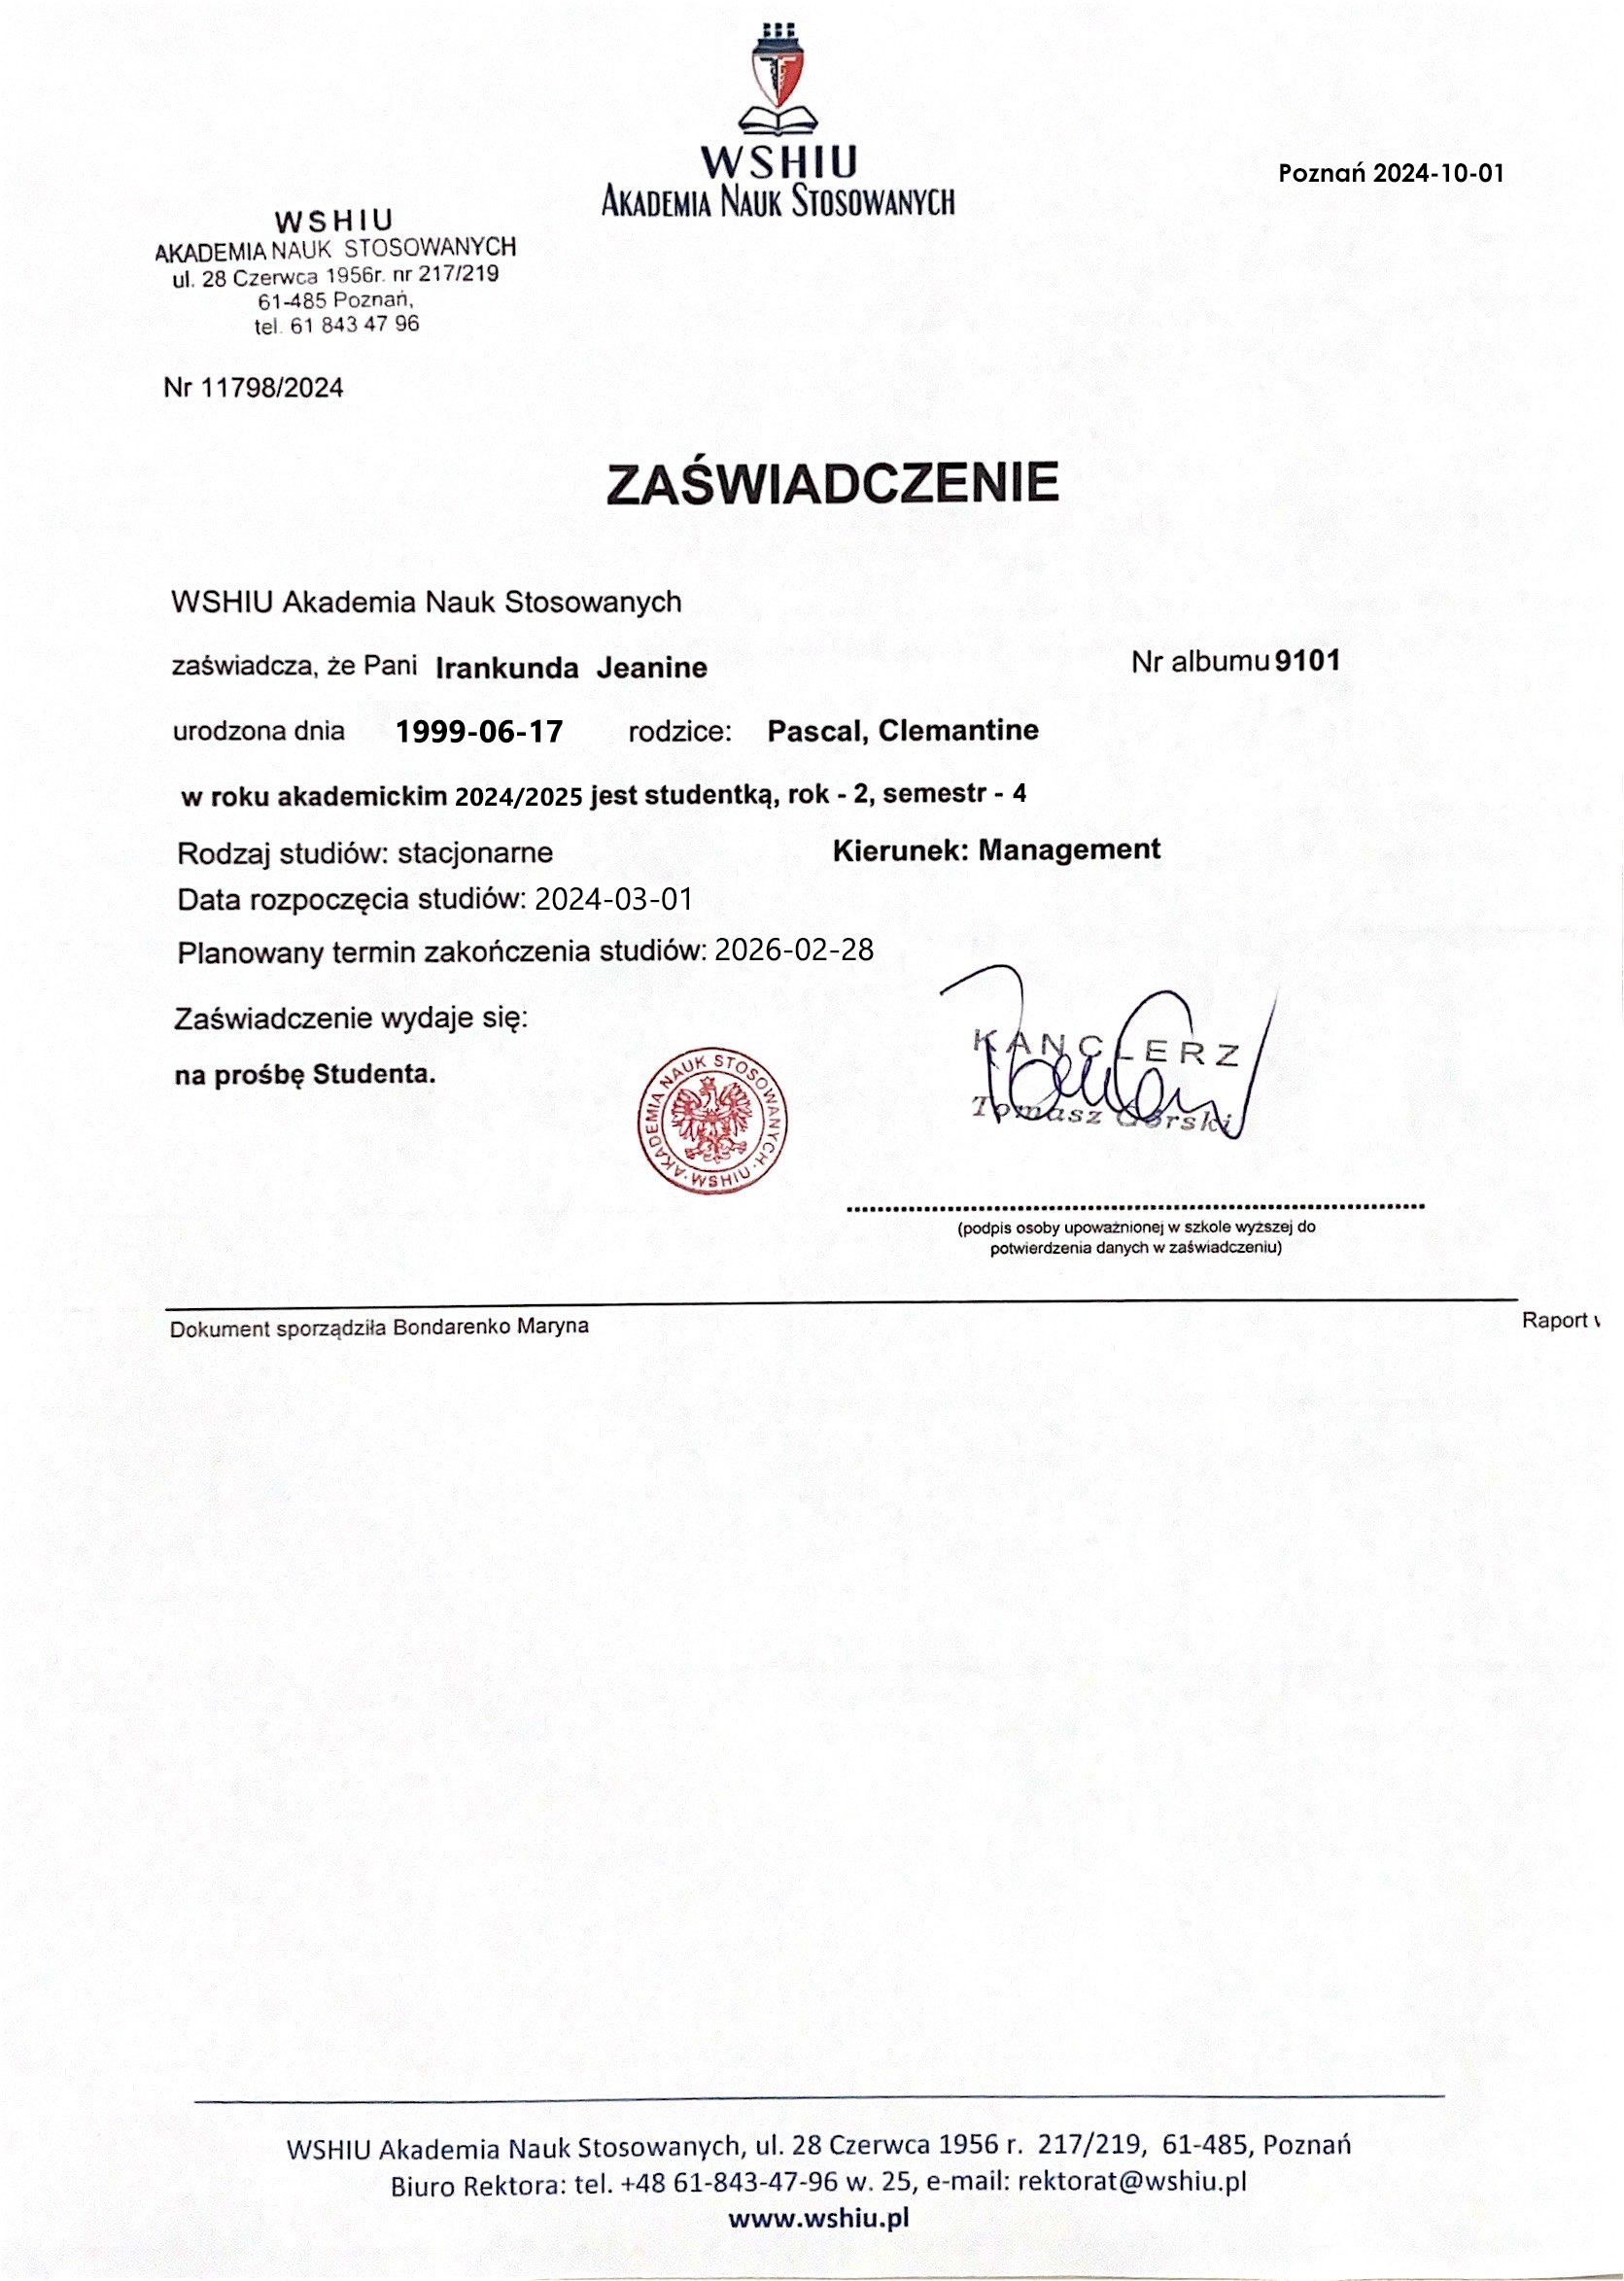 WSHIU
AKADEMIA NAUK STOSOWANYCH
Poznań 2024-10-01
WSHIU
AKADEMIA NAUK STOSOWANYCH
ul. 28 Czerwca 1956r. nr 217/219
61-485 Poznań,
tel. 61 843 47 96
Nr 11798/2024
ZAŚWIADCZENIE
WSHIU Akademia Nauk Stosowanych
zaświadcza, że Pani Irankunda Jeanine Nr albumu 9101
urodzona dnia 1999-06-17 rodzice: Pascal, Clemantine
w roku akademickim 2024/2025 jest studentką, rok - 2, semestr - 4
Rodzaj studiów: stacjonarne Kierunek: Management
Data rozpoczęcia studiów: 2024-03-01
Planowany termin zakończenia studiów: 2026-02-28
Zaświadczenie wydaje się:
na prośbę Studenta.
AKADEMIA NAUK STOSOWANYCH · WSHIU ·
KANCLERZ
Tomasz Górski
(podpis osoby upoważnionej w szkole wyższej do
potwierdzenia danych w zaświadczeniu)
Dokument sporządziła Bondarenko Maryna Raport
WSHIU Akademia Nauk Stosowanych, ul. 28 Czerwca 1956 r. 217/219, 61-485, Poznań
Biuro Rektora: tel. +48 61-843-47-96 w. 25, e-mail: rektorat@wshiu.pl
www.wshiu.pl